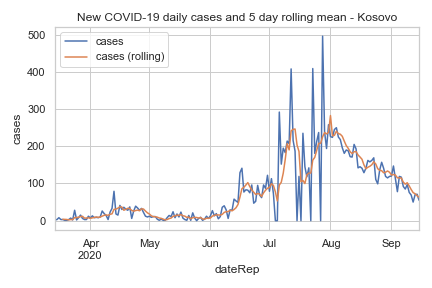 New COVID-19 daily cases and 5 day rolling mean - Kosovo
cases
cases (rolling)
500
400
300
200
100
0
cases
Apr
2020
May
Jun
Jul
Aug
Sep
dateRep